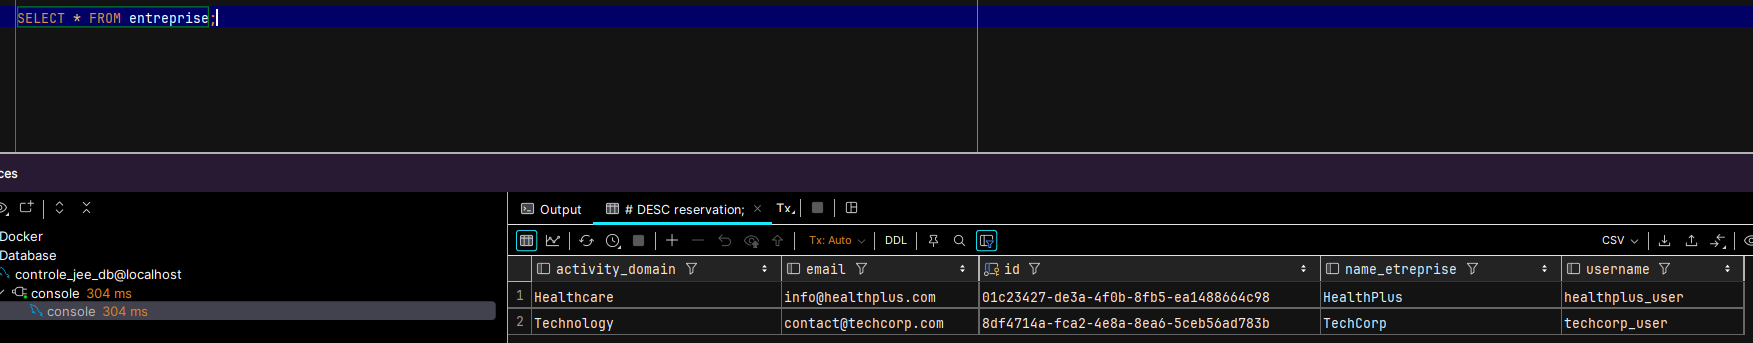 SELECT * FROM entreprise;
ces
Output # DESC reservation; × Tx
Tx: Auto DDL CSV
Docker
Database
controle_jee_db@localhost
console 304 ms
console 304 ms
activity_domain email id name_etreprise username
1 Healthcare info@healthplus.com 01c23427-de3a-4f0b-8fb5-ea1488664c98 HealthPlus healthplus_user
2 Technology contact@techcorp.com 8df4714a-fca2-4e8a-8ea6-5ceb56ad783b TechCorp techcorp_user